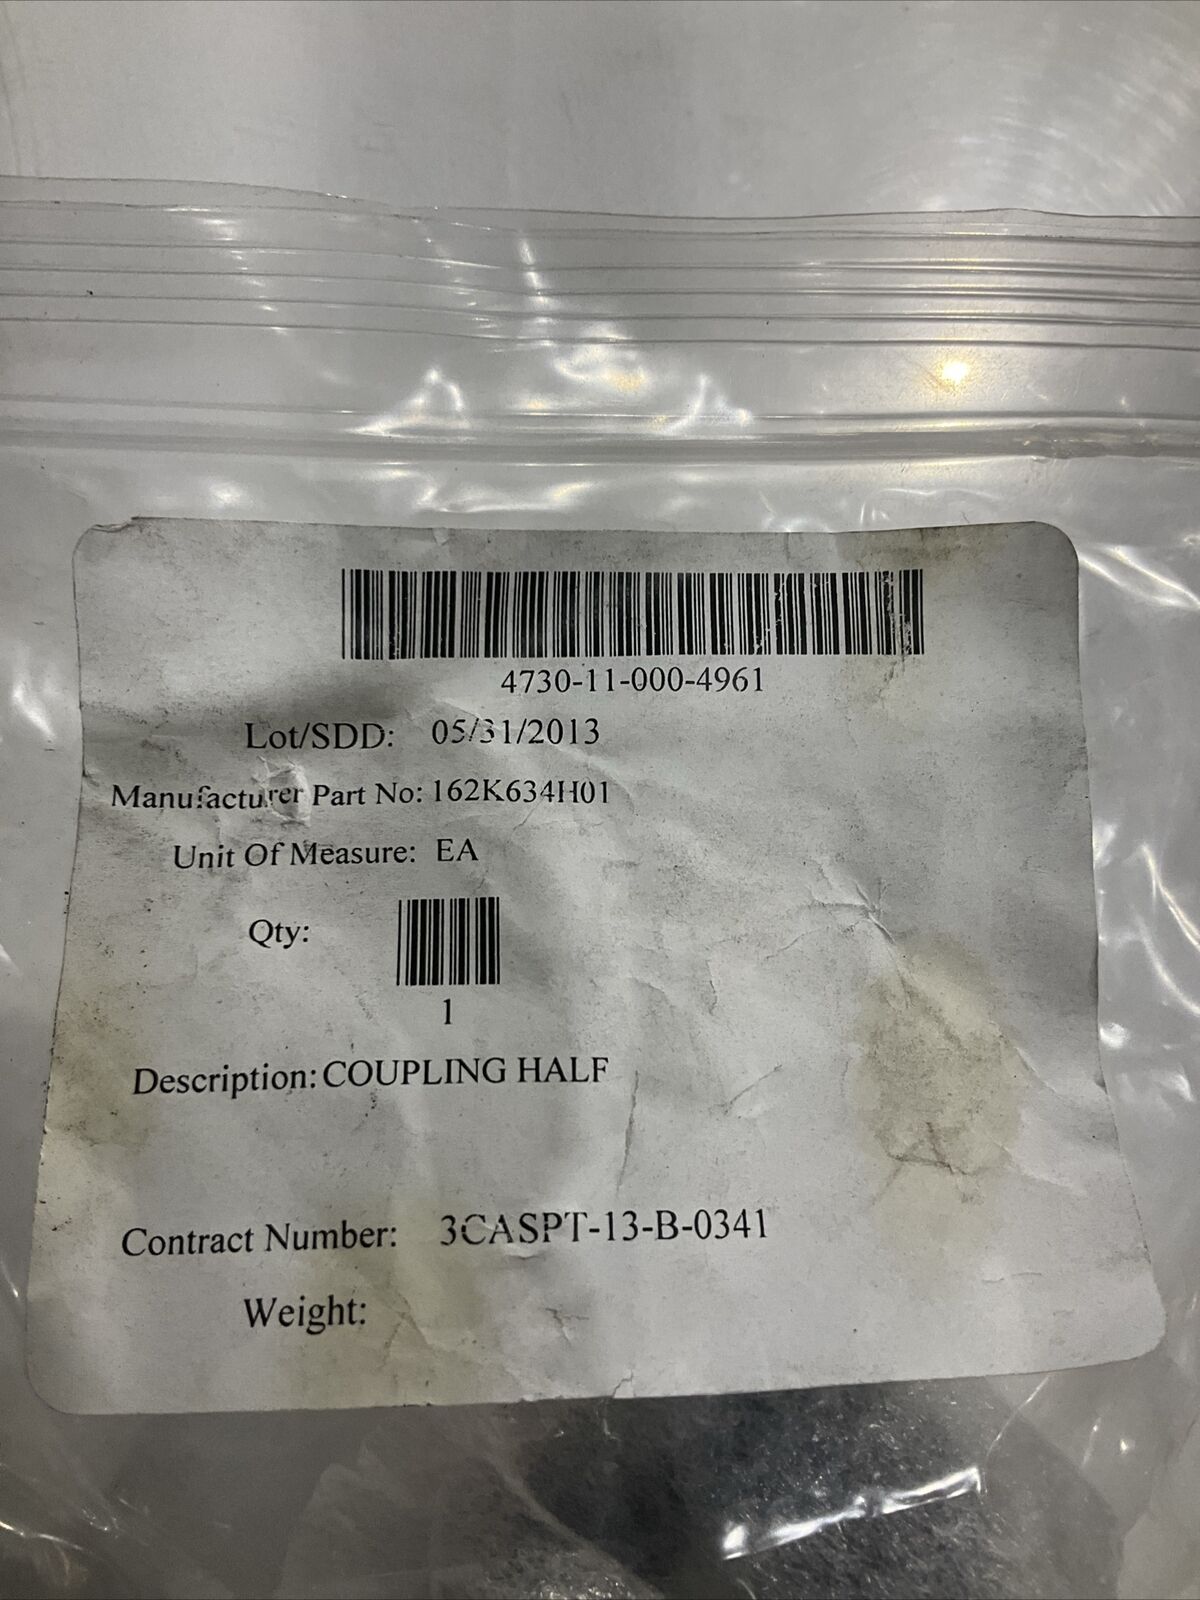 4730-11-000-4961
Lot/SDD: 05/31/2013
Manufacturer Part No: 162K634H01
Unit Of Measure: EA
Qty:
1
Description: COUPLING HALF
Contract Number: 3CASPT-13-B-0341
Weight: